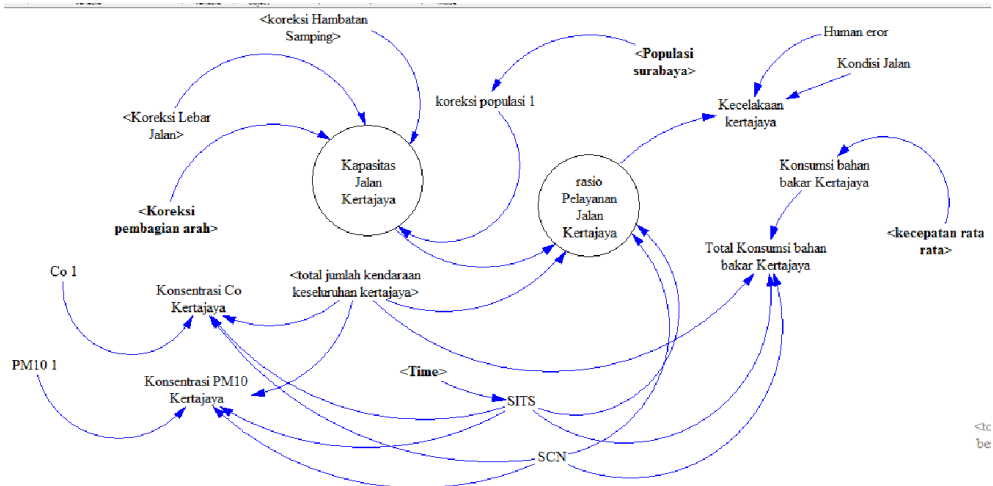 <koreksi Hambatan
Samping>
Human eror
<Populasi
surabaya>
Kondisi Jalan
koreksi populasi 1
Kecelakaan
kertajaya
<Koreksi Lebar
Jalan>
Kapasitas
Jalan
Kertajaya
rasio
Pelayanan
Jalan
Kertajaya
Konsumsi bahan
bakar Kertajaya
<Koreksi
pembagian arah>
<kecepatan rata
rata>
Total Konsumsi bahan
bakar Kertajaya
Co 1
Konsentrasi Co
Kertajaya
<total jumlah kendaraan
keseluruhan kertajaya>
PM10 1
Konsentrasi PM10
Kertajaya
<Time>
SITS
SCN